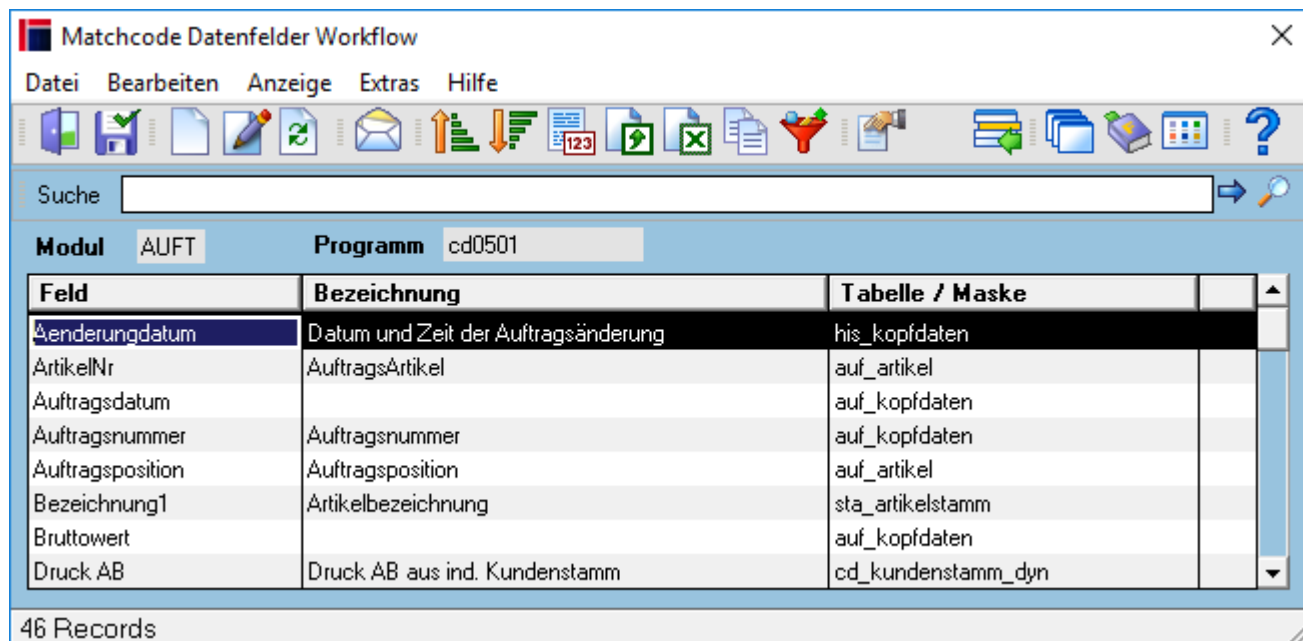 Matchcode Datenfelder Workflow
Datei Bearbeiten Anzeige Extras Hilfe
123
Suche
Modul AUFT Programm cd0501
Feld Bezeichnung Tabelle / Maske
Aenderungdatum Datum und Zeit der Auftragsänderung his_kopfdaten
ArtikelNr AuftragsArtikel auf_artikel
Auftragsdatum auf_kopfdaten
Auftragsnummer Auftragsnummer auf_kopfdaten
Auftragsposition Auftragsposition auf_artikel
Bezeichnung1 Artikelbezeichnung sta_artikelstamm
Bruttowert auf_kopfdaten
Druck AB Druck AB aus ind. Kundenstamm cd_kundenstamm_dyn
46 Records